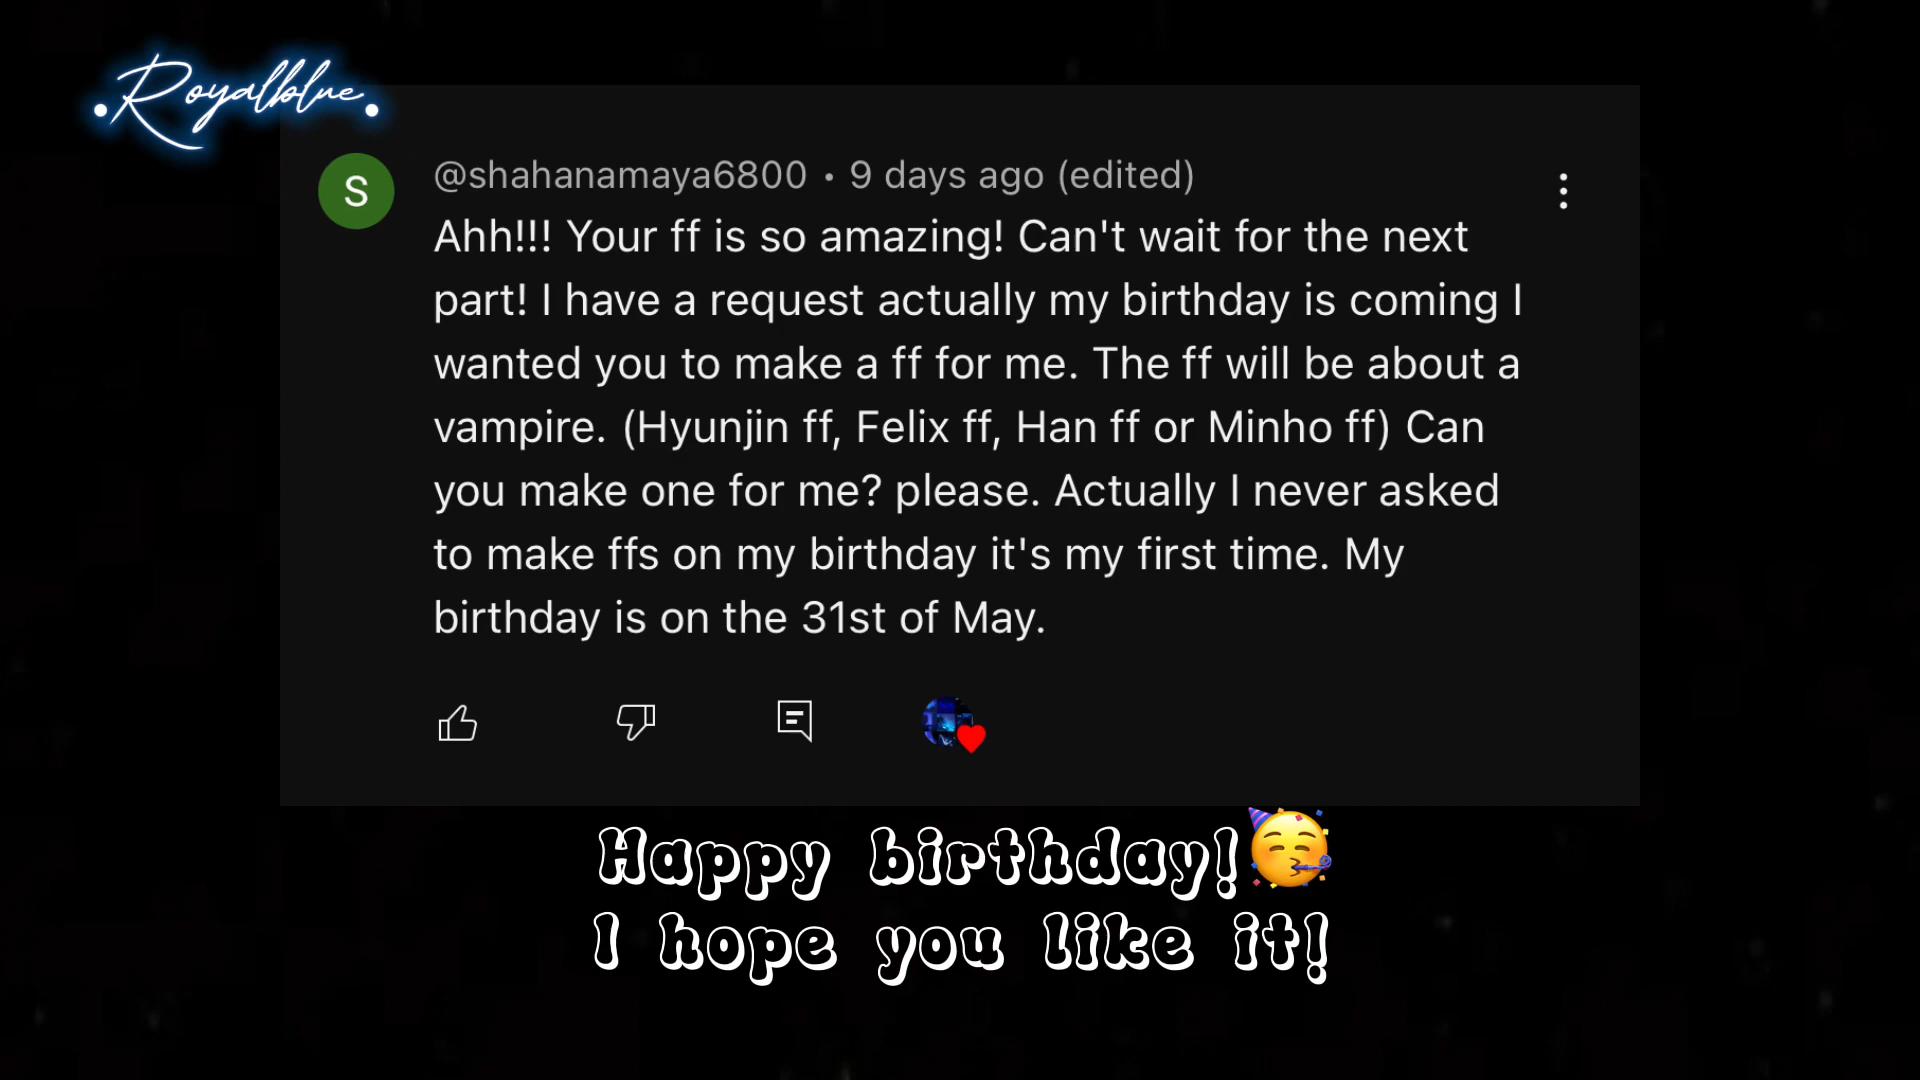 .Royalblue.
S
@shahanamaya6800 • 9 days ago (edited)
Ahh!!! Your ff is so amazing! Can't wait for the next
part! I have a request actually my birthday is coming I
wanted you to make a ff for me. The ff will be about a
vampire. (Hyunjin ff, Felix ff, Han ff or Minho ff) Can
you make one for me? please. Actually I never asked
to make ffs on my birthday it's my first time. My
birthday is on the 31st of May.
Happy birthday!🥳
I hope you like it!